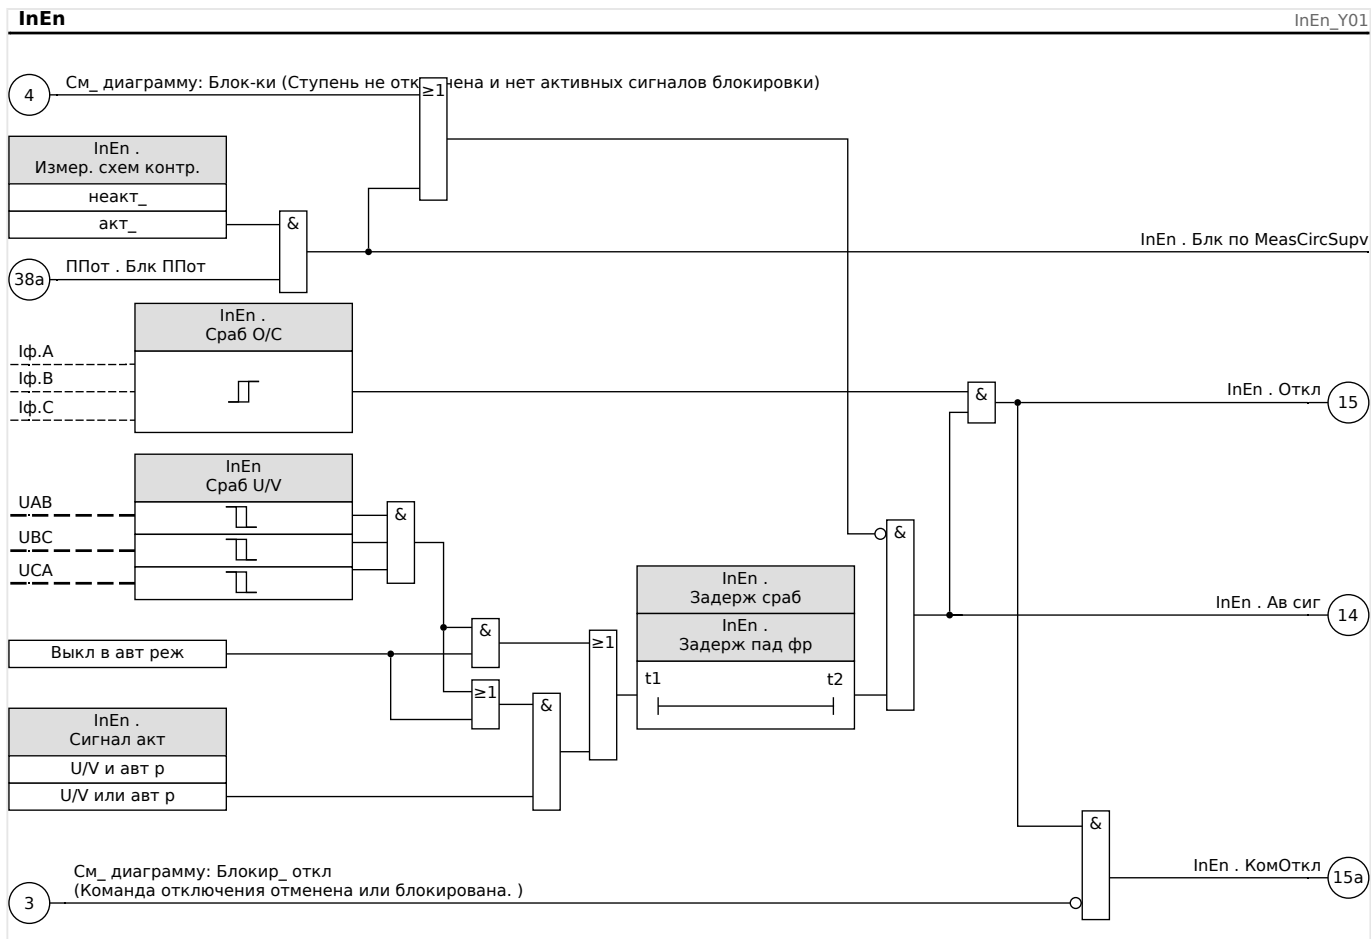 InEn
InEn_Y01
4
См_ диаграмму: Блок-ки (Ступень не отк чена и нет активных сигналов блокировки)
≥1
InEn .
Измер. схем контр.
неакт_
акт_
&
InEn . Блк по MeasCircSupv
38a
ППот . Блк ППот
InEn .
Сраб O/C
Iф.A
Iф.B
Iф.C
&
InEn . Откл
15
InEn
Сраб U/V
UAB
UBC
UCA
&
&
InEn .
Задерж сраб
InEn .
Задерж пад фр
t1
t2
InEn . Ав сиг
14
Выкл в авт реж
&
≥1
≥1
&
InEn .
Сигнал акт
U/V и авт р
U/V или авт р
&
InEn . КомОткл
15a
См_ диаграмму: Блокир_ откл
(Команда отключения отменена или блокирована. )
3